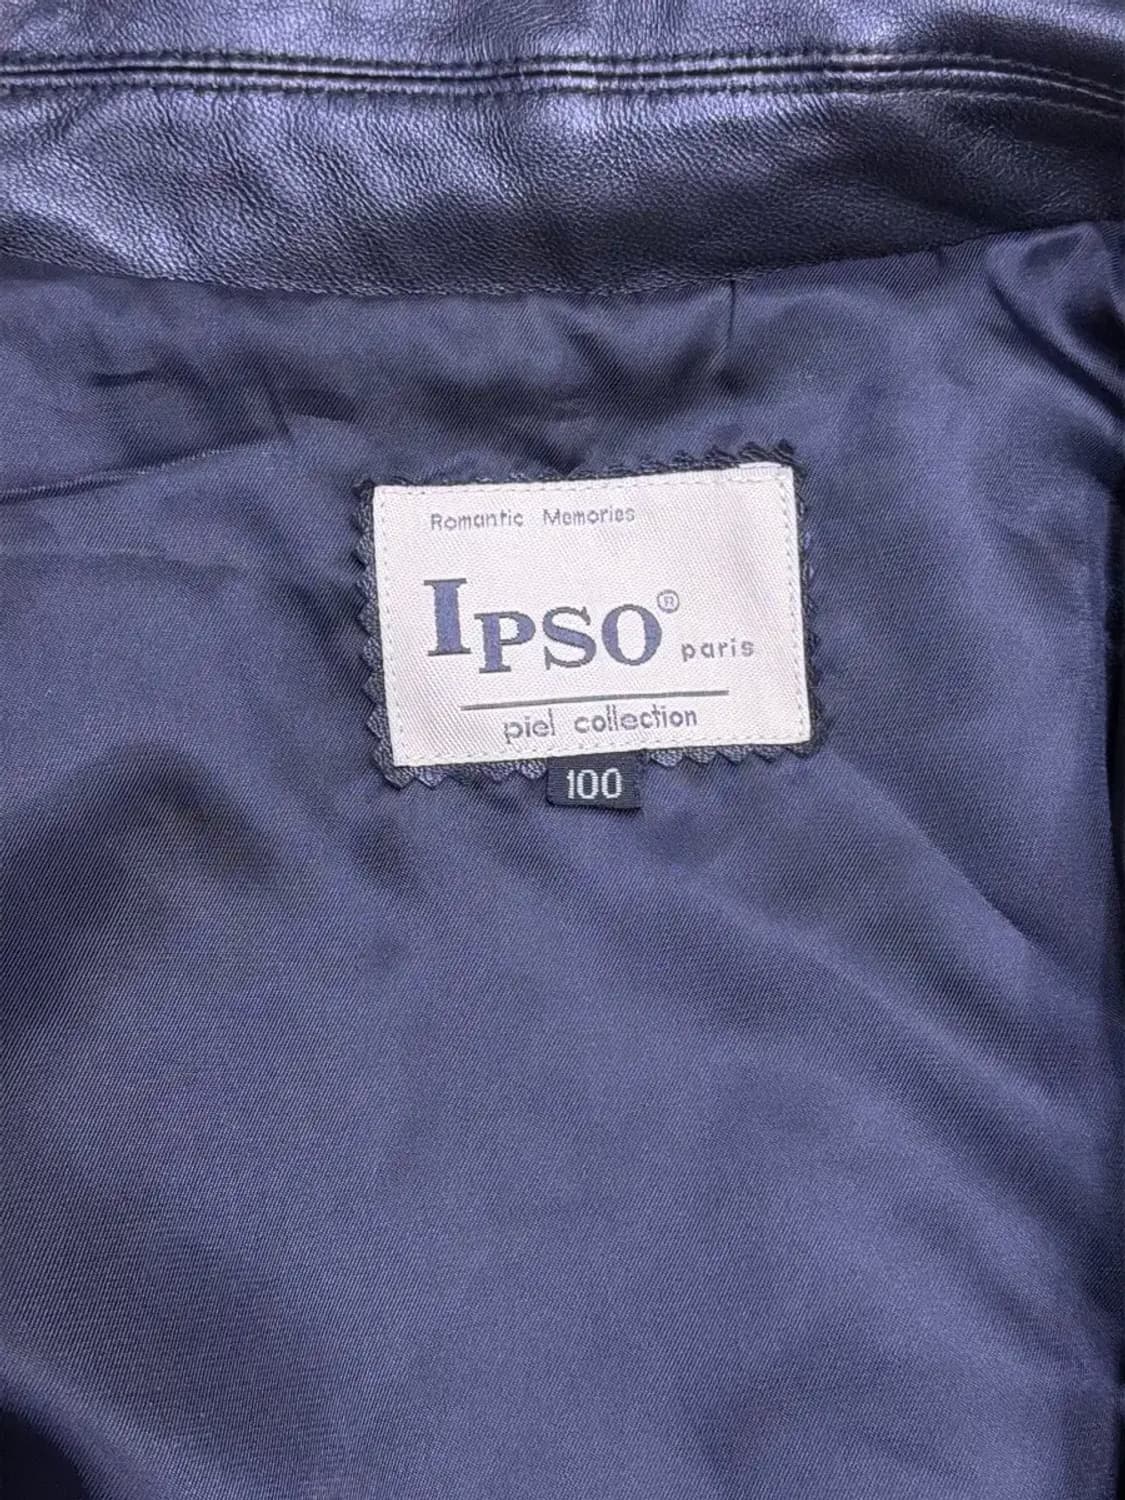 Romantic Memories
IPSO® paris
piel collection
100